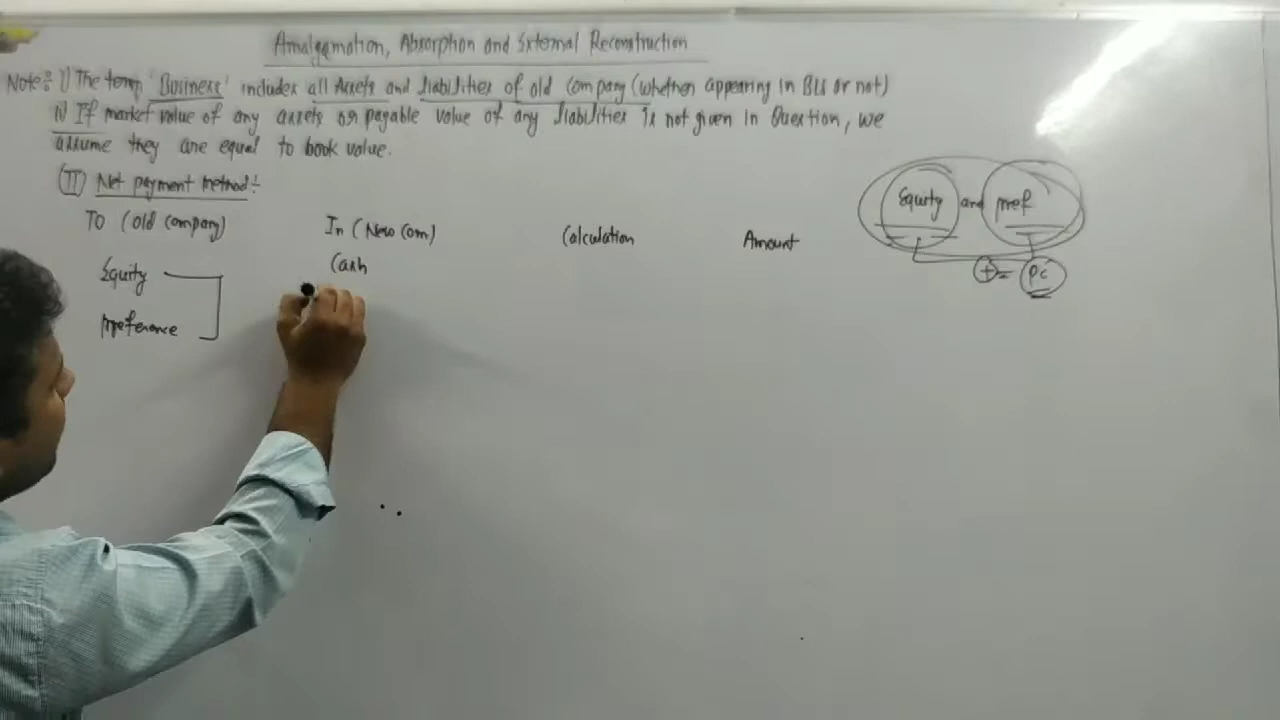 Amalgamation, Absorption and External Reconstruction
Note:- i) The term 'Business' includes all Assets and liabilities of old company (whether appearing in B/s or not)
ii) If market value of any assets or payable value of any liabilities is not given in Question, we
assume they are equal to book value.
(II) Net payment method:-
To (old company) In (New Com) Calculation Amount
Equity Cash
preference
Equity and pref
+ = PC